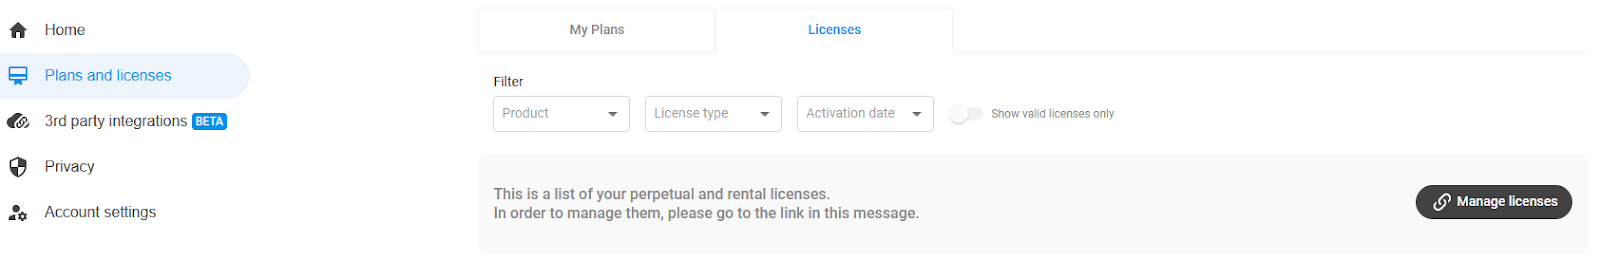 Home
Plans and licenses
3rd party integrations BETA
Privacy
Account settings
My Plans
Licenses
Filter
Product
License type
Activation date
Show valid licenses only
This is a list of your perpetual and rental licenses.
In order to manage them, please go to the link in this message.
Manage licenses